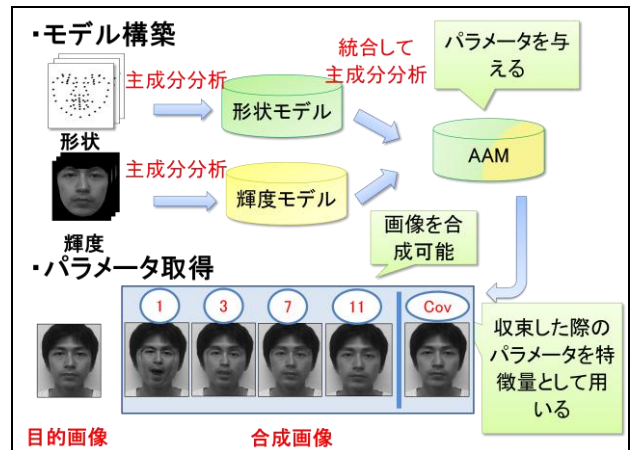 ・モデル構築
統合して
主成分分析
パラメータを与
える
主成分分析
形状モデル
形状
AAM
主成分分析
輝度モデル
輝度
画像を合
成可能
・パラメータ取得
1
3
7
11
Cov
収束した際の
パラメータを特
徴量として用
いる
目的画像
合成画像